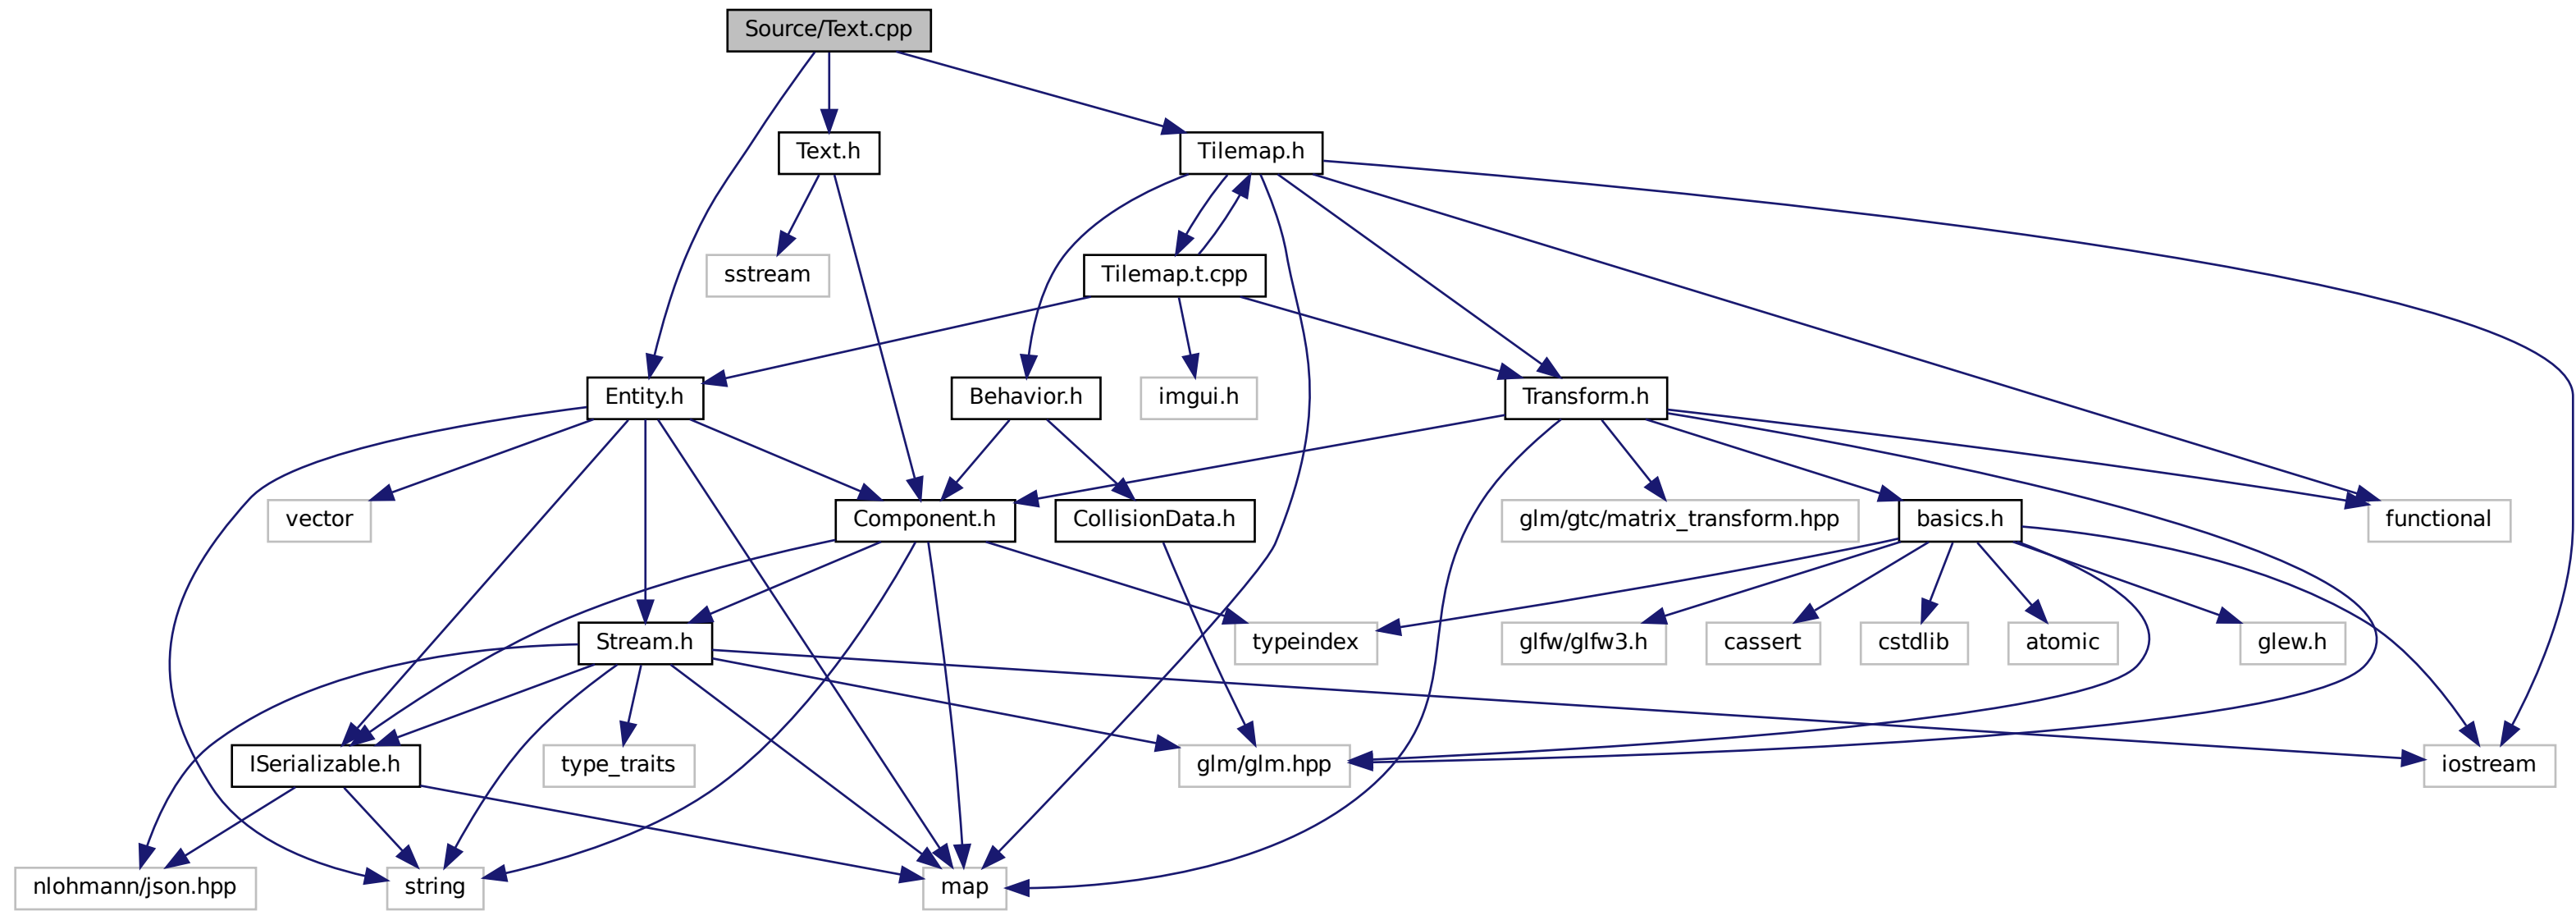 Source/Text.cpp
Text.h
Tilemap.h
sstream
Tilemap.t.cpp
Entity.h
Behavior.h
imgui.h
Transform.h
vector
Component.h
CollisionData.h
glm/gtc/matrix_transform.hpp
basics.h
functional
Stream.h
typeindex
glfw/glfw3.h
cassert
cstdlib
atomic
glew.h
ISerializable.h
type_traits
glm/glm.hpp
iostream
nlohmann/json.hpp
string
map